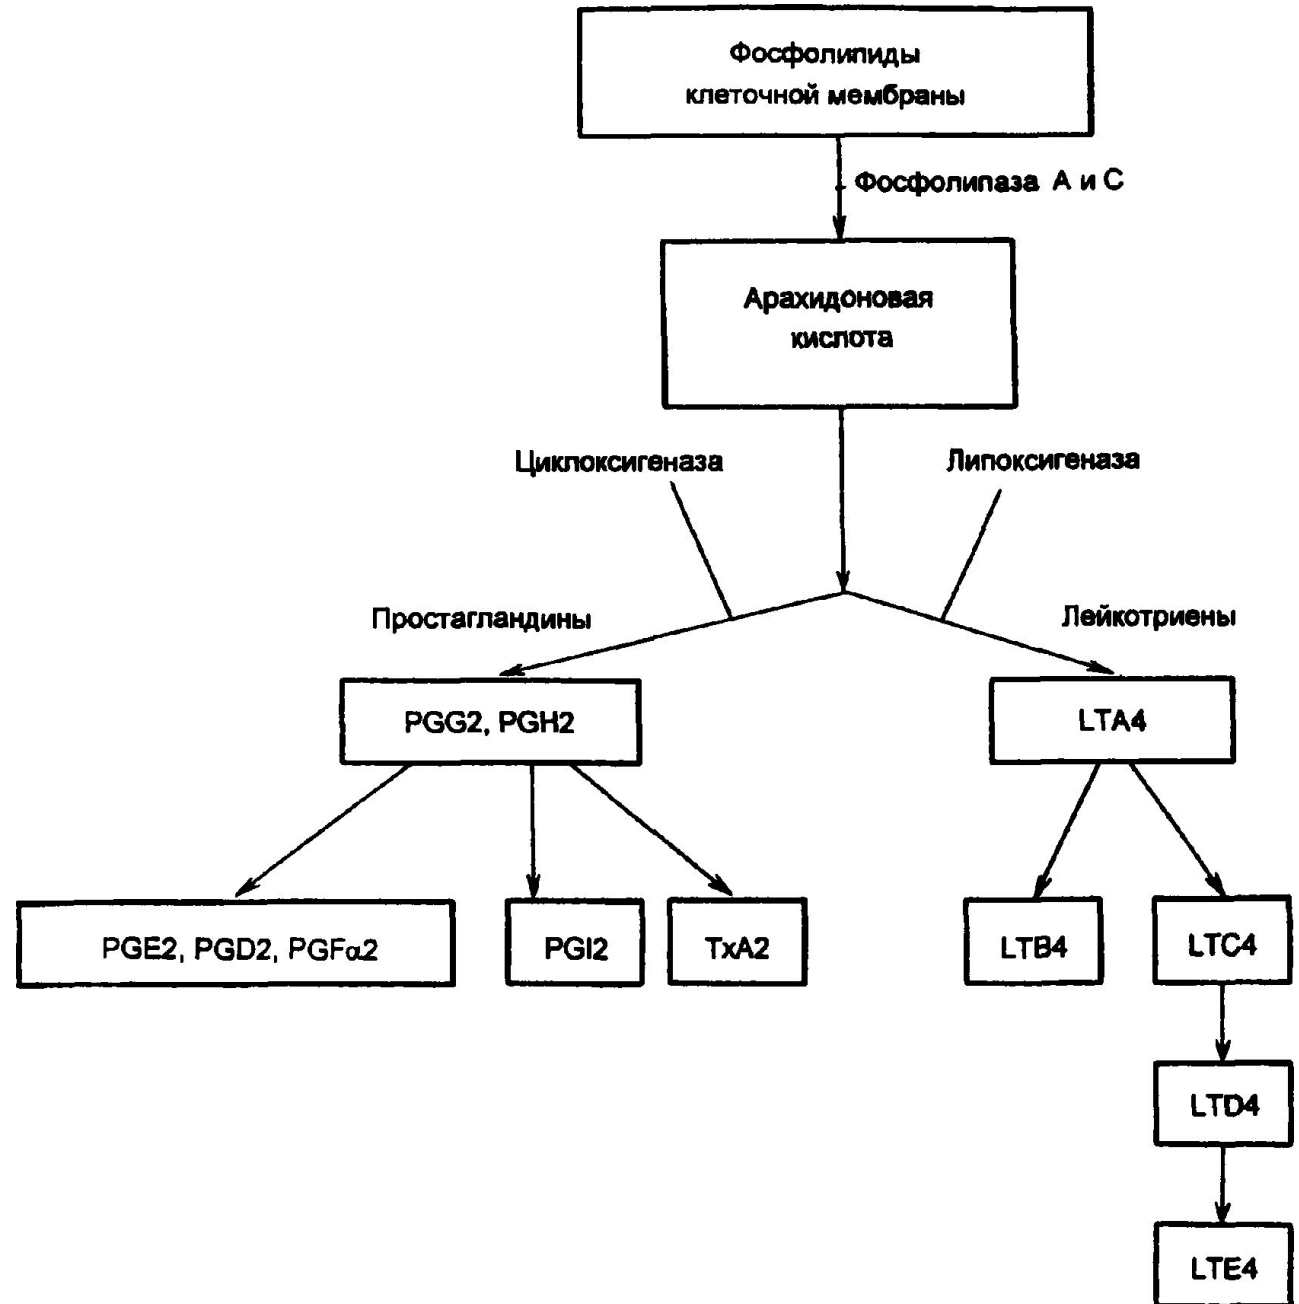 Фосфолипиды
клеточной мембраны
Фосфолипаза А и С
Арахидоновая
кислота
Циклоксигеназа
Липоксигеназа
Простагландины
Лейкотриены
PGG2, PGH2
LTA4
PGE2, PGD2, PGFα2
PGI2
TxA2
LTB4
LTC4
LTD4
LTE4